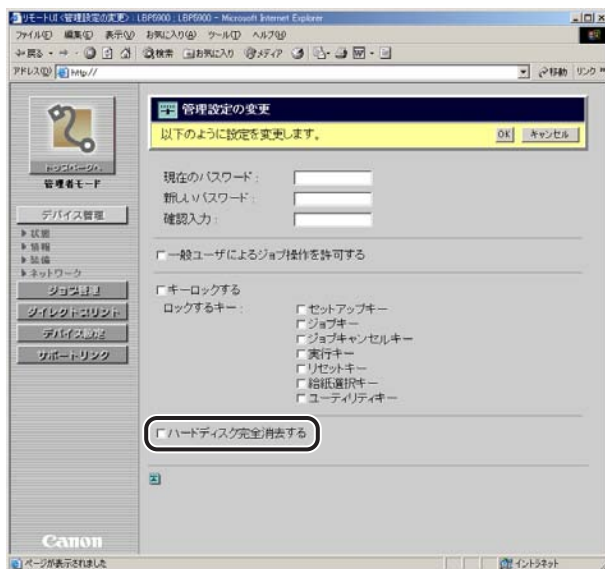 リモートUI<管理設定の変更> : LBP5900 ; LBP5900 - Microsoft Internet Explorer
ファイル(F) 編集(E) 表示(V) お気に入り(A) ツール(T) ヘルプ(H)
戻る 検索 お気に入り メディア
アドレス(D) http:// 移動 リンク
管理設定の変更
以下のように設定を変更します。 OK キャンセル
トップページへ
管理者モード
デバイス管理
状態
情報
装備
ネットワーク
ジョブ管理
ダイレクトプリント
サポートリンク
現在のパスワード :
新しいパスワード :
確認入力 :
一般ユーザによるジョブ操作を許可する
キーロックする
ロックするキー :
セットアップキー
ジョブキー
ジョブキャンセルキー
実行キー
リセットキー
給紙選択キー
ユーティリティキー
ハードディスク完全消去する
Canon
ページが表示されました
イントラネット